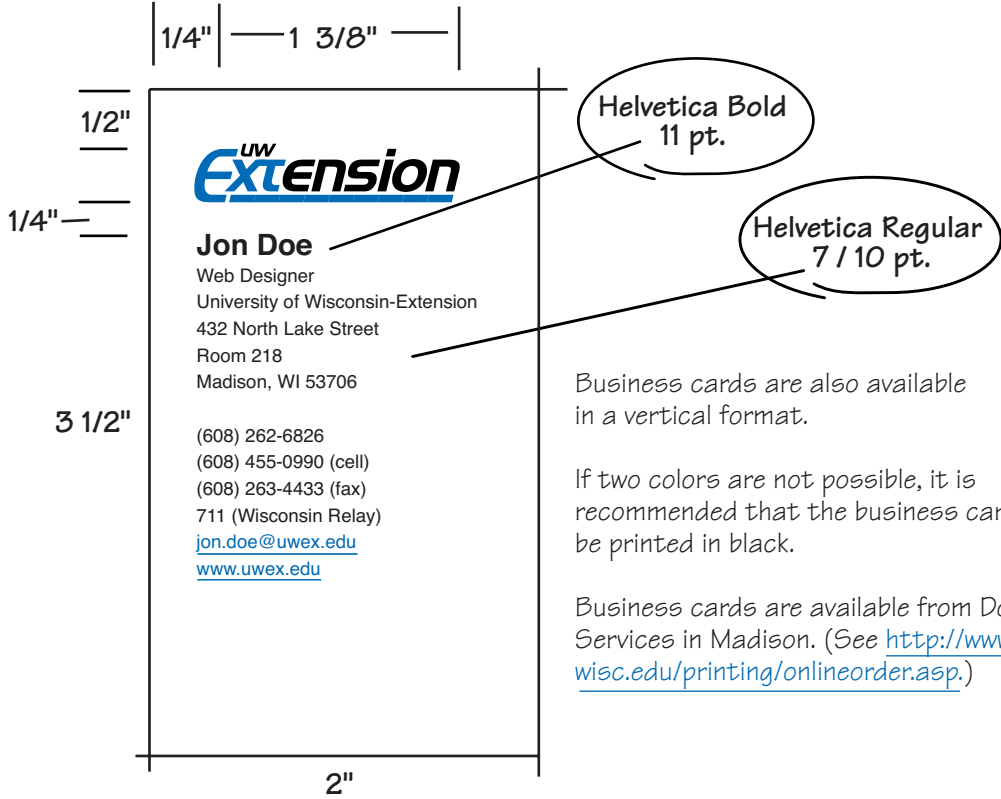 1/4" 1 3/8"
1/2"
1/4"
3 1/2"
2"
UW
Extension
Jon Doe
Web Designer
University of Wisconsin-Extension
432 North Lake Street
Room 218
Madison, WI 53706
(608) 262-6826
(608) 455-0990 (cell)
(608) 263-4433 (fax)
711 (Wisconsin Relay)
jon.doe@uwex.edu
www.uwex.edu
Helvetica Bold
11 pt.
Helvetica Regular
7 / 10 pt.
Business cards are also available
in a vertical format.
If two colors are not possible, it is
recommended that the business
be printed in black.
Business cards are available from
Services in Madison. (See http://www
wisc.edu/printing/onlineorder.asp.)